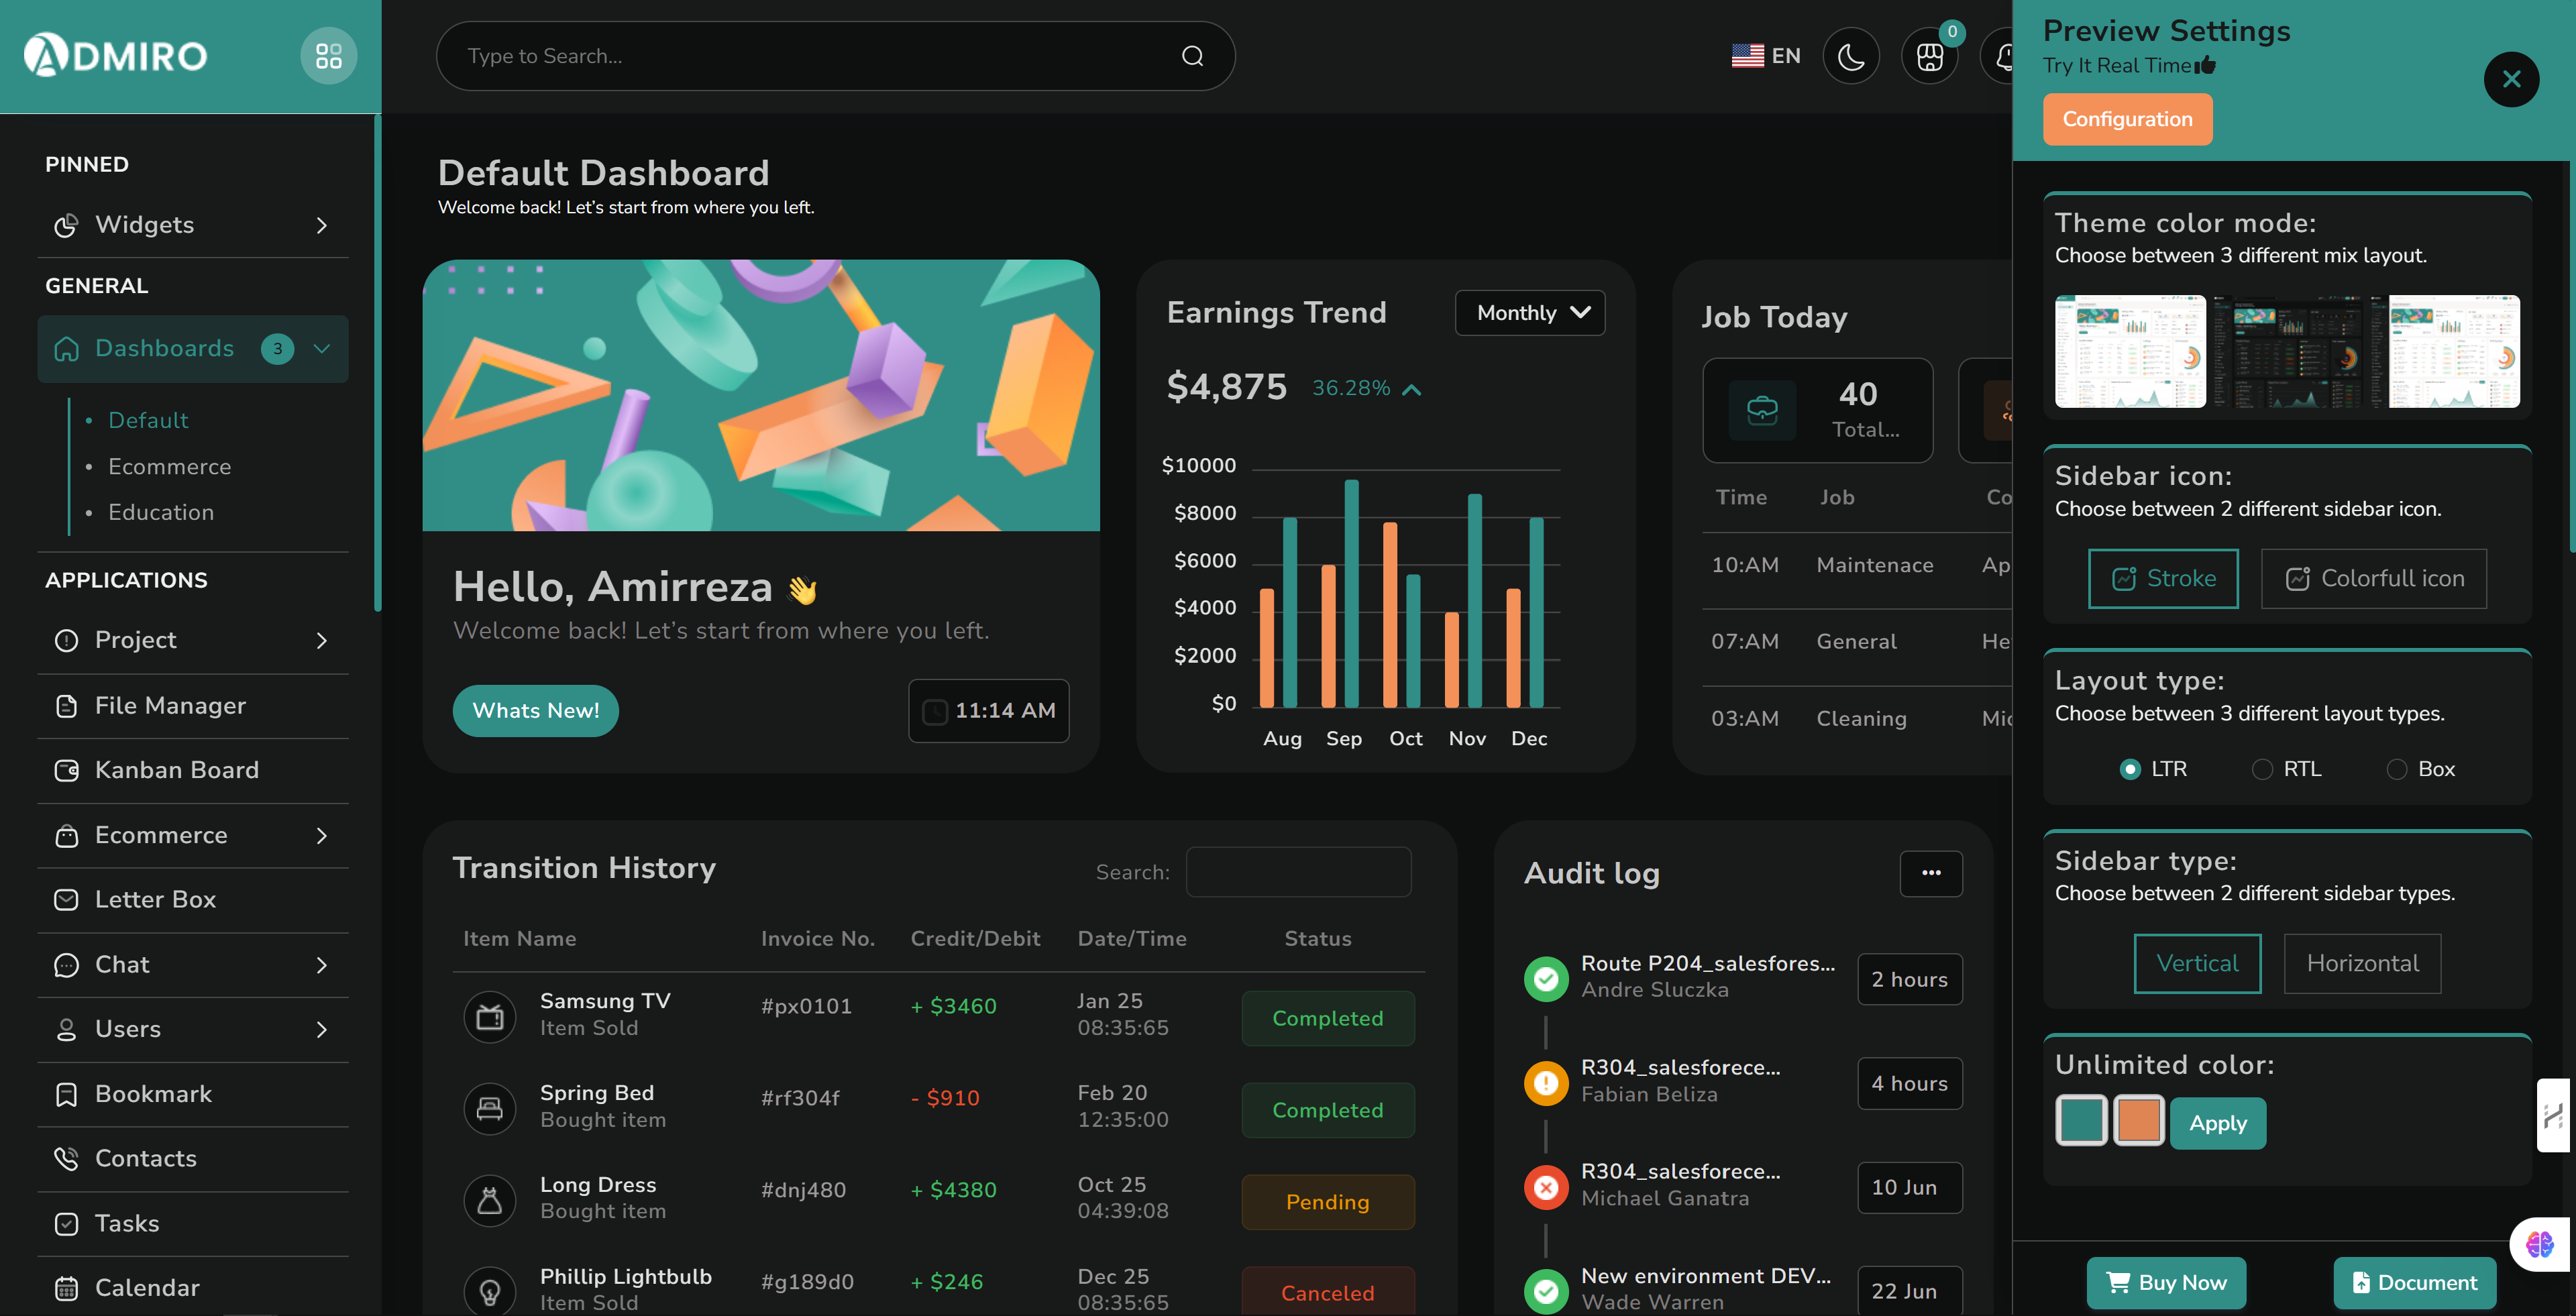 ADMIRO
PINNED
Widgets
GENERAL
Dashboards 3
Default
Ecommerce
Education
APPLICATIONS
Project
File Manager
Kanban Board
Ecommerce
Letter Box
Chat
Users
Bookmark
Contacts
Tasks
Calendar
Type to Search...
EN
0
Default Dashboard
Welcome back! Let's start from where you left.
Hello, Amirreza 👋
Welcome back! Let's start from where you left.
Whats New!
11:14 AM
Earnings Trend
Monthly
$4,875 36.28%
$10000
$8000
$6000
$4000
$2000
$0
Aug Sep Oct Nov Dec
Job Today
40
Total...
Time Job Co
10:AM Maintenace Ap
07:AM General He
03:AM Cleaning Mic
Transition History
Search:
Item Name Invoice No. Credit/Debit Date/Time Status
Samsung TV
Item Sold
#px0101
+ $3460
Jan 25
08:35:65
Completed
Spring Bed
Bought item
#rf304f
- $910
Feb 20
12:35:00
Completed
Long Dress
Bought item
#dnj480
+ $4380
Oct 25
04:39:08
Pending
Phillip Lightbulb
Item Sold
#g189d0
+ $246
Dec 25
08:35:65
Canceled
Audit log
Route P204_salesfores...
Andre Sluczka
2 hours
R304_salesforece...
Fabian Beliza
4 hours
R304_salesforece...
Michael Ganatra
10 Jun
New environment DEV...
Wade Warren
22 Jun
Preview Settings
Try It Real Time
Configuration
Theme color mode:
Choose between 3 different mix layout.
Sidebar icon:
Choose between 2 different sidebar icon.
Stroke
Colorfull icon
Layout type:
Choose between 3 different layout types.
LTR RTL Box
Sidebar type:
Choose between 2 different sidebar types.
Vertical
Horizontal
Unlimited color:
Apply
Buy Now
Document